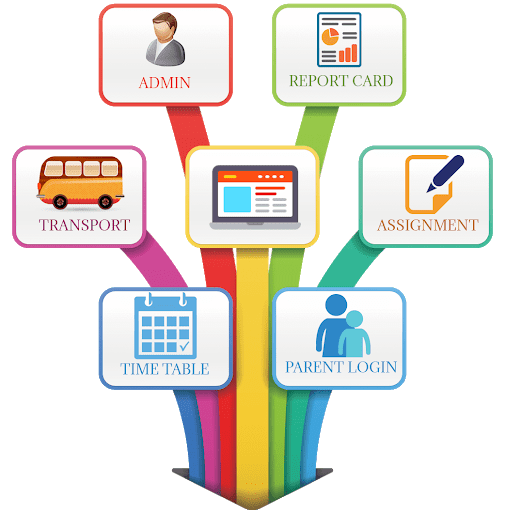 ADMIN
REPORT CARD
TRANSPORT
ASSIGNMENT
TIME TABLE
PARENT LOGIN